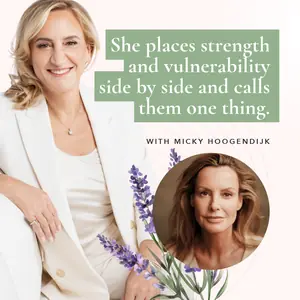 She places strength
and vulnerability
side by side and calls
them one thing.
WITH MICKY HOOGENDIJK